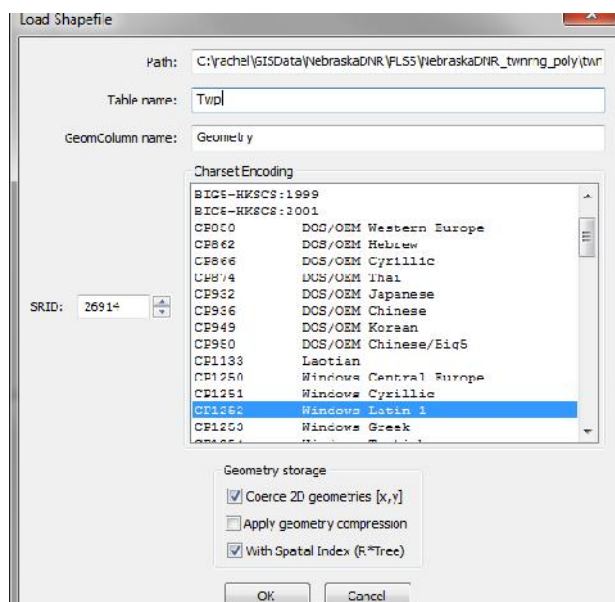 Load Shapefile
Path: C:\rachel\GISData\NebraskaDNR\FLSS\NebraskaDNR_twnrng_poly\twn
Table name: Twp
GeomColumn name: Geometry
Charset Encoding
BIG5-HKSCS:1999
BIG5-HKSCS:2001
CP850 DOS/OEM Western Europe
CP862 DOS/OEM Hebrew
CP866 DOS/OEM Cyrillic
CP874 DOS/OEM Thai
CP932 DOS/OEM Japanese
CP936 DOS/OEM Chinese
CP949 DOS/OEM Korean
CP950 DOS/OEM Chinese/Big5
CP1133 Laotian
CP1250 Windows Central Europe
CP1251 Windows Cyrillic
CP1252 Windows Latin 1
CP1253 Windows Greek
SRID: 26914
Geometry storage
Coerce 2D geometries [x,y]
Apply geometry compression
With Spatial Index (R*Tree)
OK Cancel